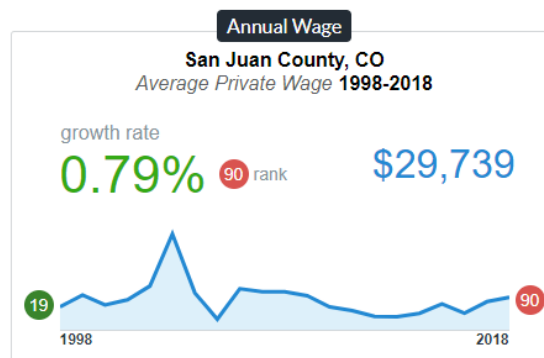 Annual Wage
San Juan County, CO
Average Private Wage 1998-2018
growth rate
0.79% 90 rank $29,739
19 90
1998 2018